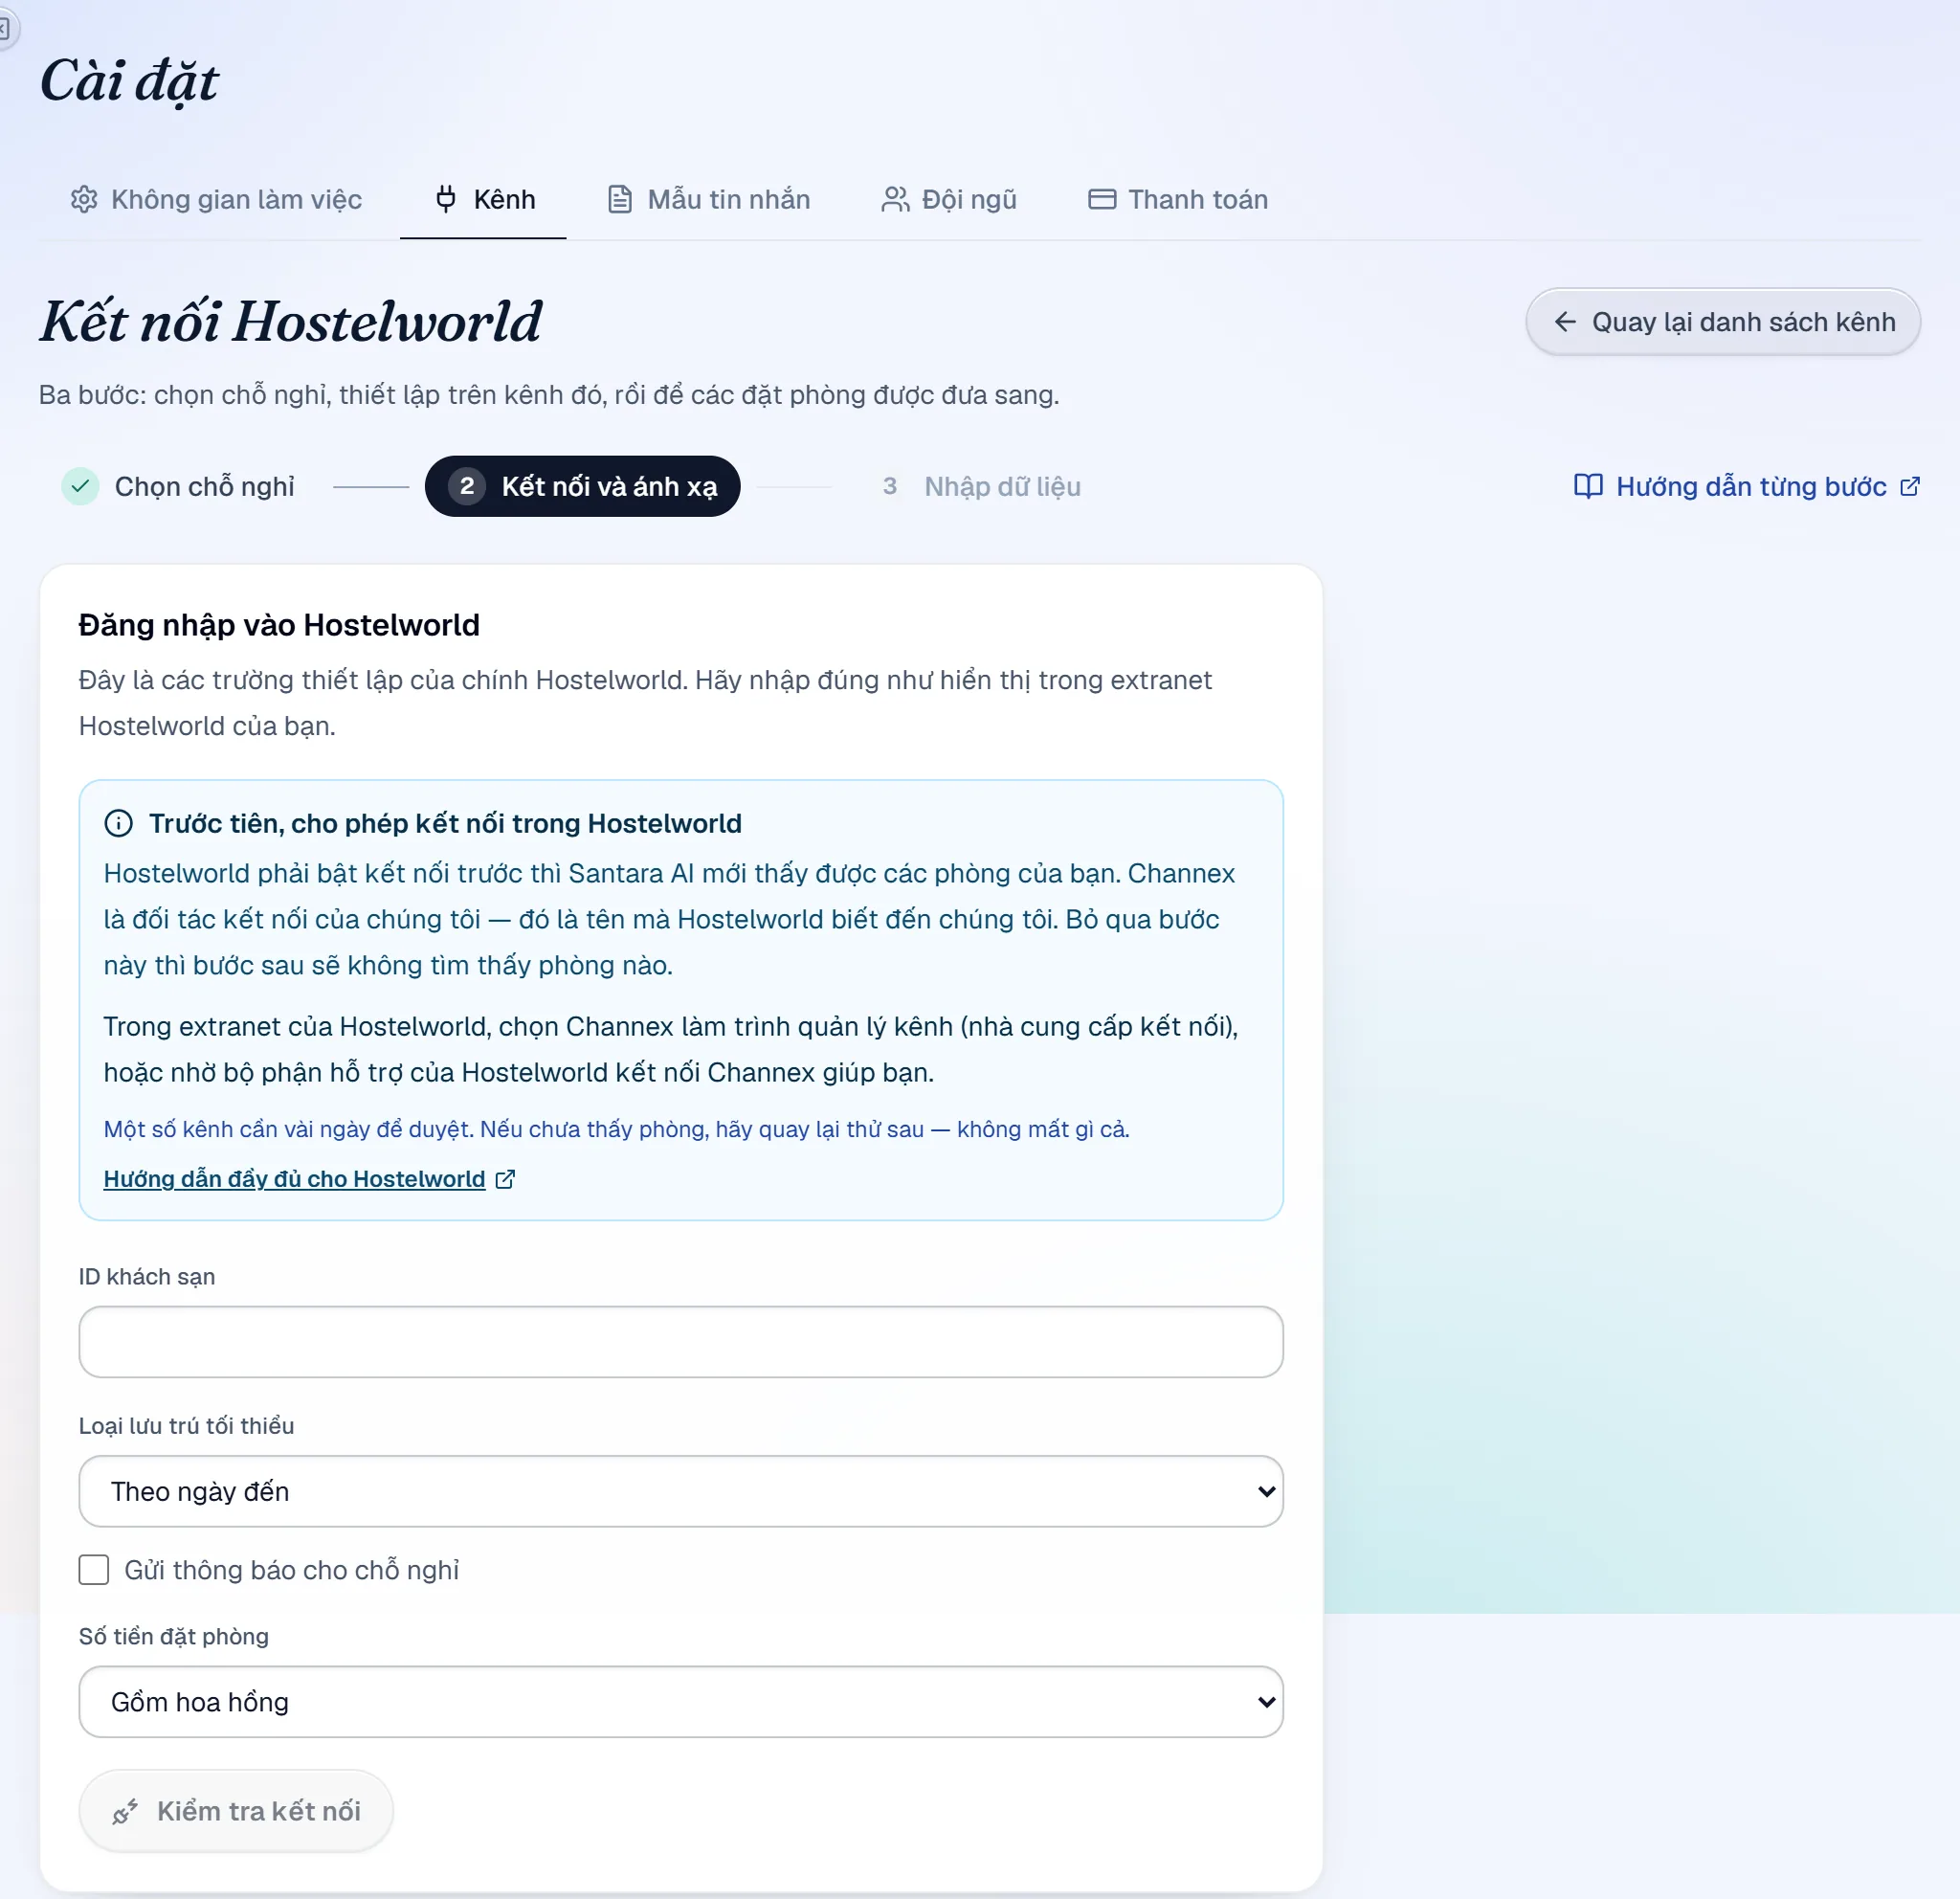 Cài đặt
Không gian làm việc
Kênh
Mẫu tin nhắn
Đội ngũ
Thanh toán
Kết nối Hostelworld
Quay lại danh sách kênh
Ba bước: chọn chỗ nghỉ, thiết lập trên kênh đó, rồi để các đặt phòng được đưa sang.
Chọn chỗ nghỉ
2 Kết nối và ánh xạ
3 Nhập dữ liệu
Hướng dẫn từng bước
Đăng nhập vào Hostelworld
Đây là các trường thiết lập của chính Hostelworld. Hãy nhập đúng như hiển thị trong extranet
Hostelworld của bạn.
Trước tiên, cho phép kết nối trong Hostelworld
Hostelworld phải bật kết nối trước thì Santara AI mới thấy được các phòng của bạn. Channex
là đối tác kết nối của chúng tôi — đó là tên mà Hostelworld biết đến chúng tôi. Bỏ qua bước
này thì bước sau sẽ không tìm thấy phòng nào.
Trong extranet của Hostelworld, chọn Channex làm trình quản lý kênh (nhà cung cấp kết nối),
hoặc nhờ bộ phận hỗ trợ của Hostelworld kết nối Channex giúp bạn.
Một số kênh cần vài ngày để duyệt. Nếu chưa thấy phòng, hãy quay lại thử sau — không mất gì cả.
Hướng dẫn đầy đủ cho Hostelworld
ID khách sạn
Loại lưu trú tối thiểu
Theo ngày đến
Gửi thông báo cho chỗ nghỉ
Số tiền đặt phòng
Gồm hoa hồng
Kiểm tra kết nối